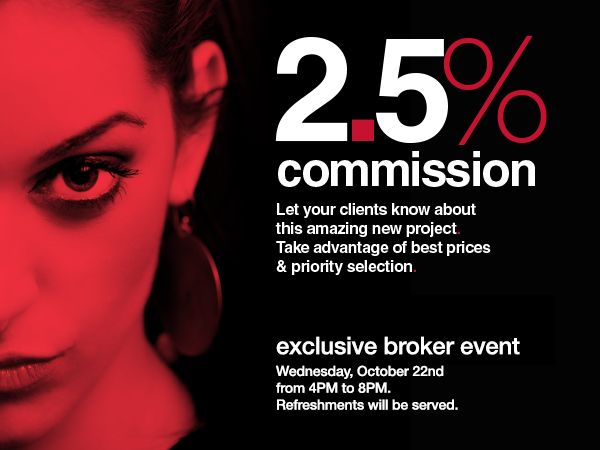 2.5%
commission
Let your clients know about
this amazing new project.
Take advantage of best prices
& priority selection.
exclusive broker event
Wednesday, October 22nd
from 4PM to 8PM.
Refreshments will be served.